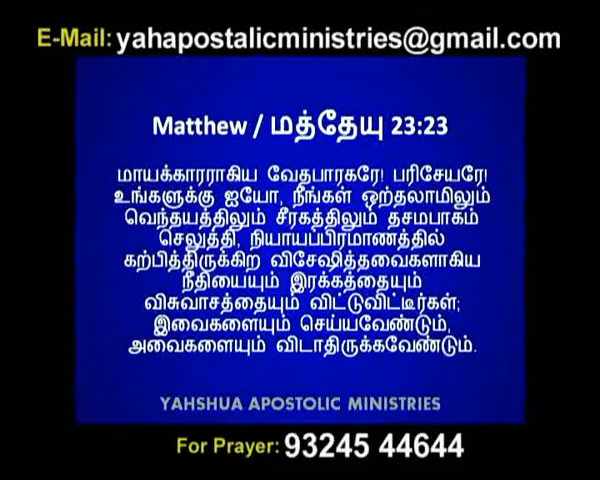 E-Mail: yahapostalicministries@gmail.com
Matthew / மத்தேயு 23:23
மாயக்காரராகிய வேதபாரகரே! பரிசேயரே!
உங்களுக்கு ஐயோ, நீங்கள் ஒற்தலாமிலும்
வெந்தயத்திலும் சீரகத்திலும் தசமபாகம்
செலுத்தி, நியாயப்பிரமாணத்தில்
கற்பித்திருக்கிற விசேஷித்தவைகளாகிய
நீதியையும் இரக்கத்தையும்
விசுவாசத்தையும் விட்டுவிட்டீர்கள்;
இவைகளையும் செய்யவேண்டும்,
அவைகளையும் விடாதிருக்கவேண்டும்.
YAHSHUA APOSTOLIC MINISTRIES
For Prayer: 93245 44644